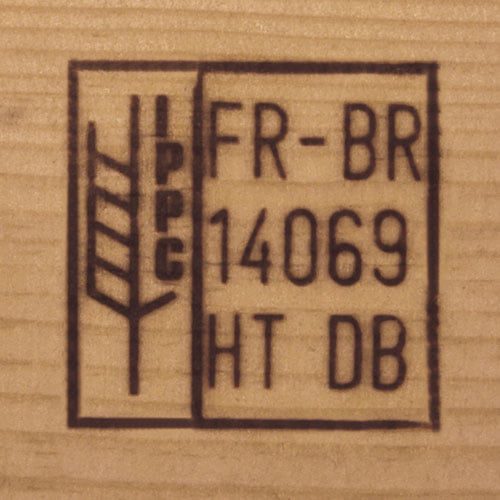 IPPC
FR-BR
14069
HT DB